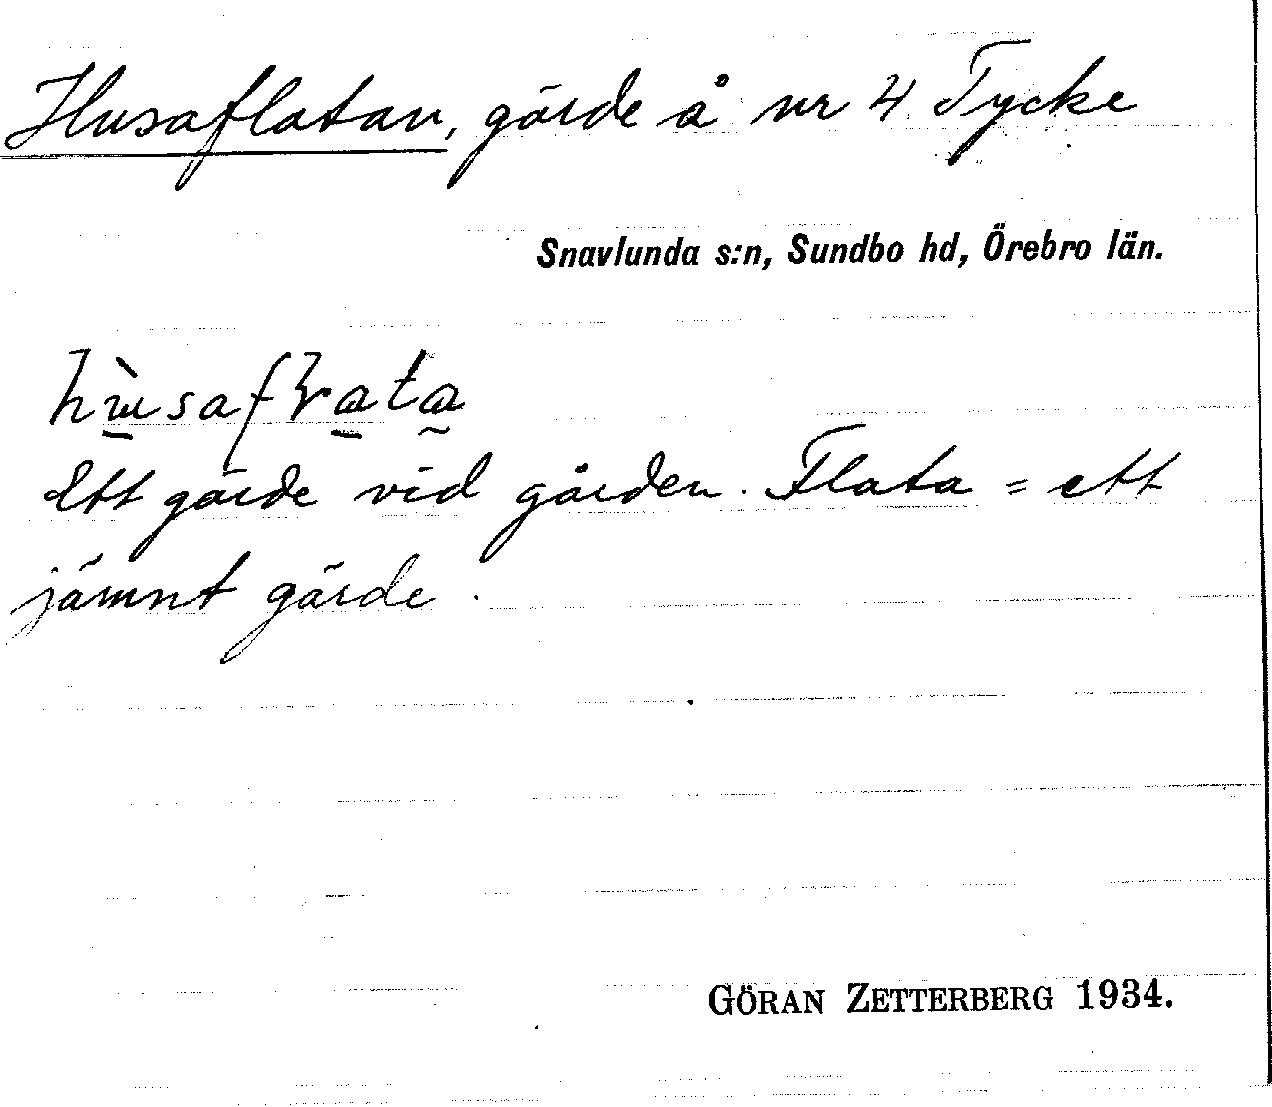 Husaflatan, gärde å nr 4 Tycke
Snavlunda s:n, Sundbo hd, Örebro län.
Ett gärde vid gården. Flata = ett
jämnt gärde.
GÖRAN ZETTERBERG 1934.